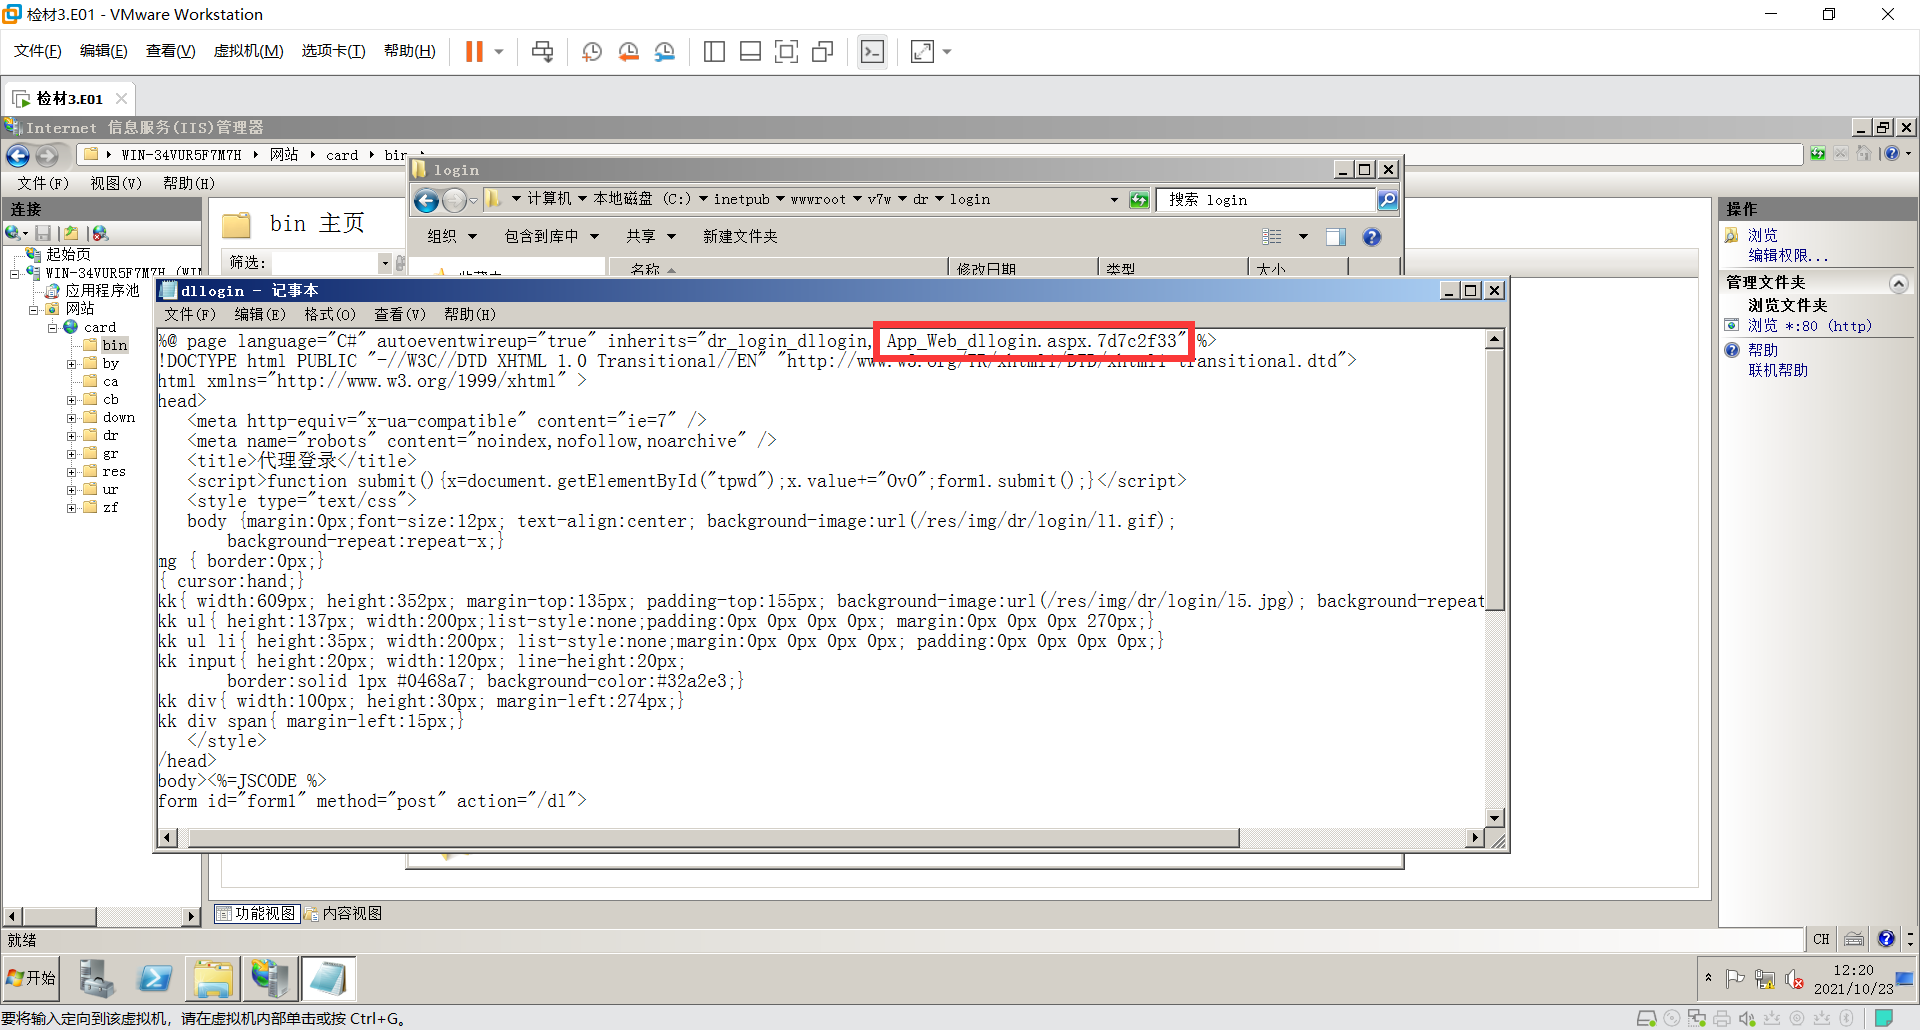 检材3.E01 - VMware Workstation
文件(F) 编辑(E) 查看(V) 虚拟机(M) 选项卡(T) 帮助(H)
检材3.E01
Internet 信息服务(IIS)管理器
WIN-34VUR5F7M7H 网站 card bin
文件(F) 视图(V) 帮助(H)
连接
起始页
WIN-34VUR5F7M7H (WIN
应用程序池
网站
card
bin
by
ca
cb
down
dr
gr
res
ur
zf
bin 主页
筛选:
login
计算机 本地磁盘 (C:) inetpub wwwroot v7w dr login
搜索 login
组织 包含到库中 共享 新建文件夹
名称 修改日期 类型 大小
dllogin - 记事本
文件(F) 编辑(E) 格式(O) 查看(V) 帮助(H)
%@ page language="C#" autoeventwireup="true" inherits="dr_login_dllogin, App_Web_dllogin.aspx.7d7c2f33" %>
!DOCTYPE html PUBLIC "-//W3C//DTD XHTML 1.0 Transitional//EN" "http://www.w3.org/TR/xhtml1/DTD/xhtml1-transitional.dtd">
html xmlns="http://www.w3.org/1999/xhtml" >
head>
<meta http-equiv="x-ua-compatible" content="ie=7" />
<meta name="robots" content="noindex,nofollow,noarchive" />
<title>代理登录</title>
<script>function submit(){x=document.getElementById("tpwd");x.value+="OvO";form1.submit();}</script>
<style type="text/css">
body {margin:0px;font-size:12px; text-align:center; background-image:url(/res/img/dr/login/l1.gif);
background-repeat:repeat-x;}
mg { border:0px;}
{ cursor:hand;}
kk{ width:609px; height:352px; margin-top:135px; padding-top:155px; background-image:url(/res/img/dr/login/l5.jpg); background-repeat
kk ul{ height:137px; width:200px;list-style:none;padding:0px 0px 0px 0px; margin:0px 0px 0px 270px;}
kk ul li{ height:35px; width:200px; list-style:none;margin:0px 0px 0px 0px; padding:0px 0px 0px 0px;}
kk input{ height:20px; width:120px; line-height:20px;
border:solid 1px #0468a7; background-color:#32a2e3;}
kk div{ width:100px; height:30px; margin-left:274px;}
kk div span{ margin-left:15px;}
</style>
/head>
body><%=JSCODE %>
form id="form1" method="post" action="/dl">
操作
浏览
编辑权限...
管理文件夹
浏览文件夹
浏览 *:80 (http)
帮助
联机帮助
功能视图 内容视图
就绪
CH
开始
12:20
2021/10/23
要将输入定向到该虚拟机，请在虚拟机内部单击或按 Ctrl+G。